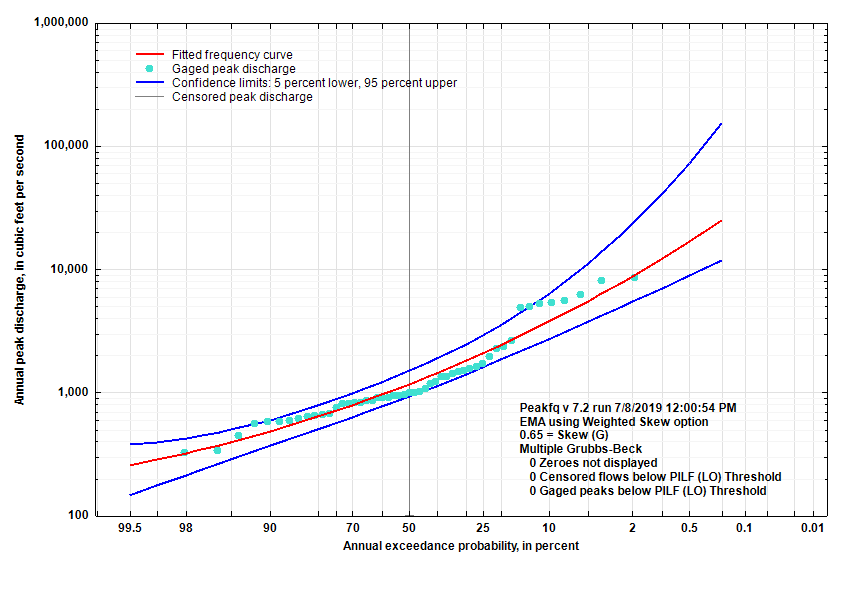 1,000,000
100,000
10,000
1,000
100
Annual peak discharge, in cubic feet per second
Fitted frequency curve
Gaged peak discharge
Confidence limits: 5 percent lower, 95 percent upper
Censored peak discharge
Peakfq v 7.2 run 7/8/2019 12:00:54 PM
EMA using Weighted Skew option
0.65 = Skew (G)
Multiple Grubbs-Beck
0 Zeroes not displayed
0 Censored flows below PILF (LO) Threshold
0 Gaged peaks below PILF (LO) Threshold
99.5 98 90 70 50 25 10 2 0.5 0.1 0.01
Annual exceedance probability, in percent